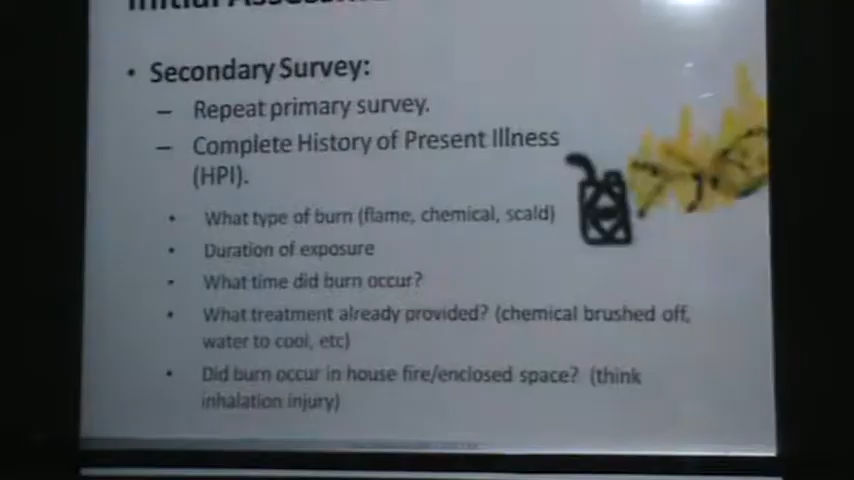 Initial Assessm
• Secondary Survey:
– Repeat primary survey.
– Complete History of Present Illness
(HPI).
• What type of burn (flame, chemical, scald)
• Duration of exposure
• What time did burn occur?
• What treatment already provided? (chemical brushed off,
water to cool, etc)
• Did burn occur in house fire/enclosed space? (think
inhalation injury)